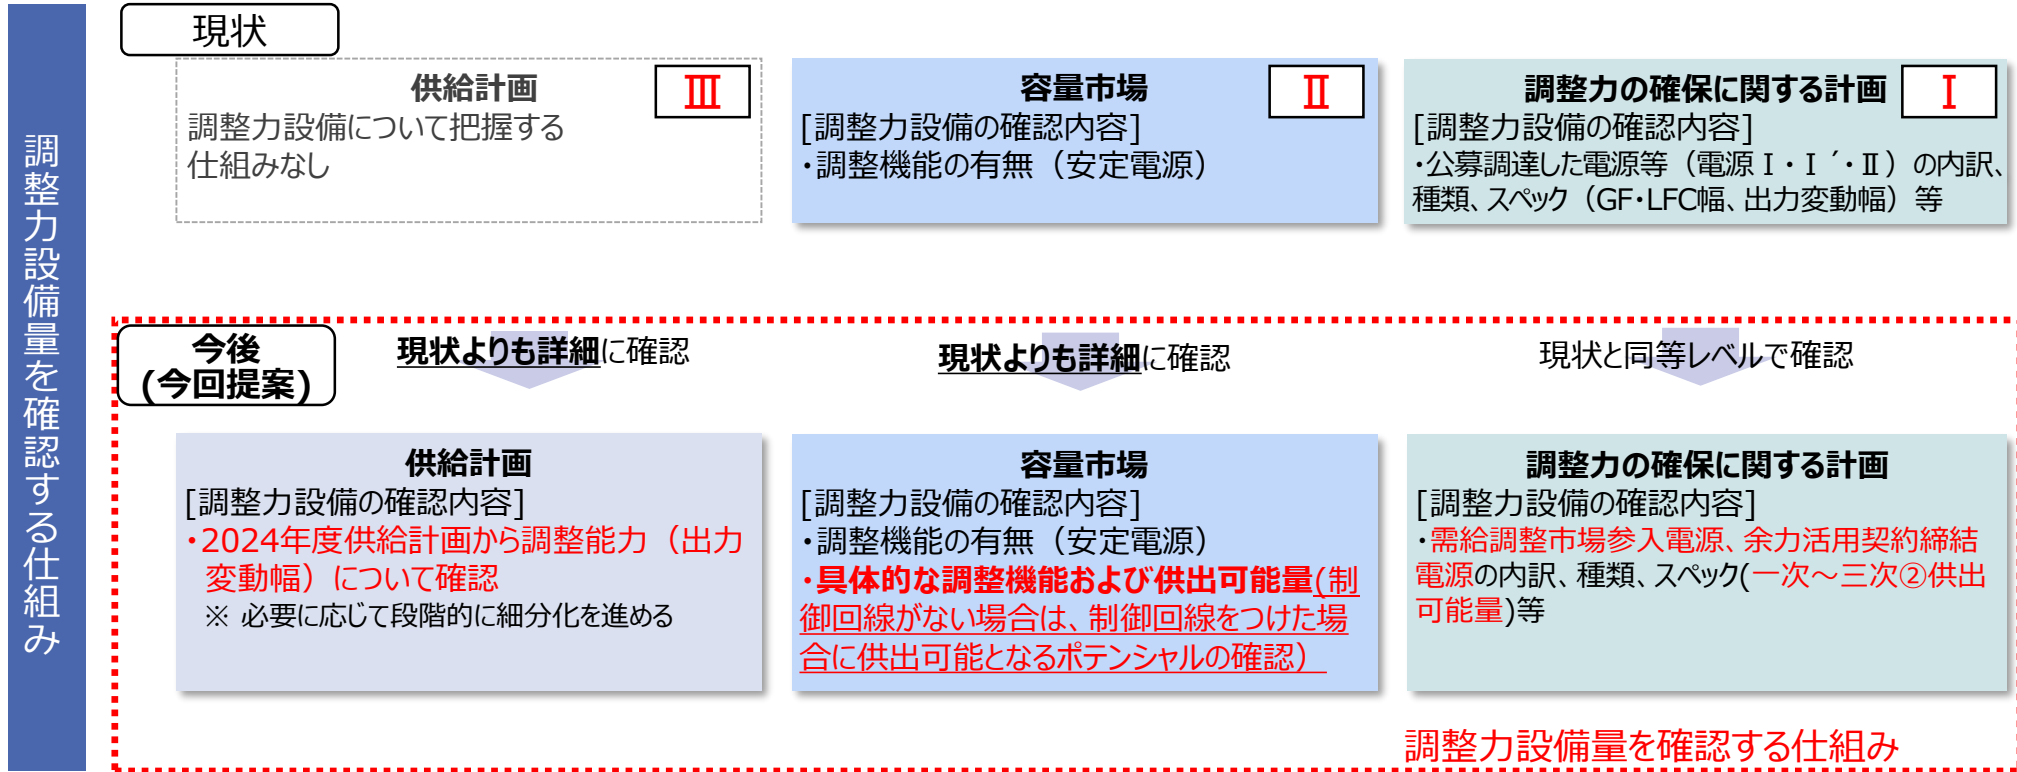 調整力設備量を確認する仕組み
現状
供給計画
Ⅲ
調整力設備について把握する
仕組みなし
容量市場
Ⅱ
[調整力設備の確認内容]
・調整機能の有無（安定電源）
調整力の確保に関する計画
Ⅰ
[調整力設備の確認内容]
・公募調達した電源等（電源Ⅰ・Ⅰ´・Ⅱ）の内訳、
種類、スペック（GF・LFC幅、出力変動幅）等
今後
(今回提案)
現状よりも詳細に確認
現状よりも詳細に確認
現状と同等レベルで確認
供給計画
[調整力設備の確認内容]
・2024年度供給計画から調整能力（出力
変動幅）について確認
※ 必要に応じて段階的に細分化を進める
容量市場
[調整力設備の確認内容]
・調整機能の有無（安定電源）
・具体的な調整機能および供出可能量(制
御回線がない場合は、制御回線をつけた場
合に供出可能となるポテンシャルの確認）
調整力の確保に関する計画
[調整力設備の確認内容]
・需給調整市場参入電源、余力活用契約締結
電源の内訳、種類、スペック(一次～三次②供出
可能量)等
調整力設備量を確認する仕組み